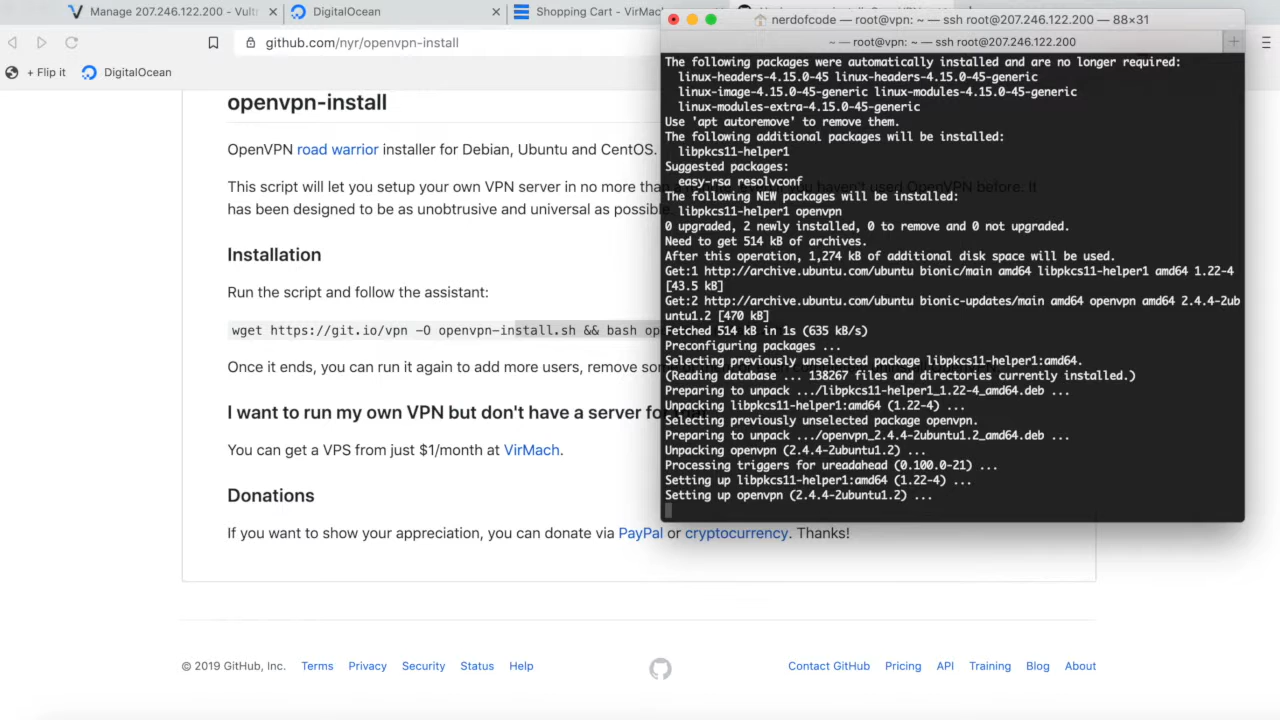 Manage 207.246.122.200 - Vult
DigitalOcean
Shopping Cart - VirMa
github.com/nyr/openvpn-install
+ Flip it
DigitalOcean
openvpn-install
OpenVPN road warrior installer for Debian, Ubuntu and CentOS.
This script will let you setup your own VPN server in no more than a minute, even if you haven't used OpenVPN before. It
has been designed to be as unobtrusive and universal as possible.
Installation
Run the script and follow the assistant:
wget https://git.io/vpn -O openvpn-install.sh && bash op
Once it ends, you can run it again to add more users, remove som
I want to run my own VPN but don't have a server for that
You can get a VPS from just $1/month at VirMach.
Donations
If you want to show your appreciation, you can donate via PayPal or cryptocurrency. Thanks!
© 2019 GitHub, Inc. Terms Privacy Security Status Help
Contact GitHub Pricing API Training Blog About
nerdofcode — root@vpn: ~ — ssh root@207.246.122.200 — 88×31
~ — root@vpn: ~ — ssh root@207.246.122.200
The following packages were automatically installed and are no longer required:
linux-headers-4.15.0-45 linux-headers-4.15.0-45-generic
linux-image-4.15.0-45-generic linux-modules-4.15.0-45-generic
linux-modules-extra-4.15.0-45-generic
Use 'apt autoremove' to remove them.
The following additional packages will be installed:
libpkcs11-helper1
Suggested packages:
easy-rsa resolvconf
The following NEW packages will be installed:
libpkcs11-helper1 openvpn
0 upgraded, 2 newly installed, 0 to remove and 0 not upgraded.
Need to get 514 kB of archives.
After this operation, 1,274 kB of additional disk space will be used.
Get:1 http://archive.ubuntu.com/ubuntu bionic/main amd64 libpkcs11-helper1 amd64 1.22-4
[43.5 kB]
Get:2 http://archive.ubuntu.com/ubuntu bionic-updates/main amd64 openvpn amd64 2.4.4-2ub
untu1.2 [470 kB]
Fetched 514 kB in 1s (635 kB/s)
Preconfiguring packages ...
Selecting previously unselected package libpkcs11-helper1:amd64.
(Reading database ... 138267 files and directories currently installed.)
Preparing to unpack .../libpkcs11-helper1_1.22-4_amd64.deb ...
Unpacking libpkcs11-helper1:amd64 (1.22-4) ...
Selecting previously unselected package openvpn.
Preparing to unpack .../openvpn_2.4.4-2ubuntu1.2_amd64.deb ...
Unpacking openvpn (2.4.4-2ubuntu1.2) ...
Processing triggers for ureadahead (0.100.0-21) ...
Setting up libpkcs11-helper1:amd64 (1.22-4) ...
Setting up openvpn (2.4.4-2ubuntu1.2) ...